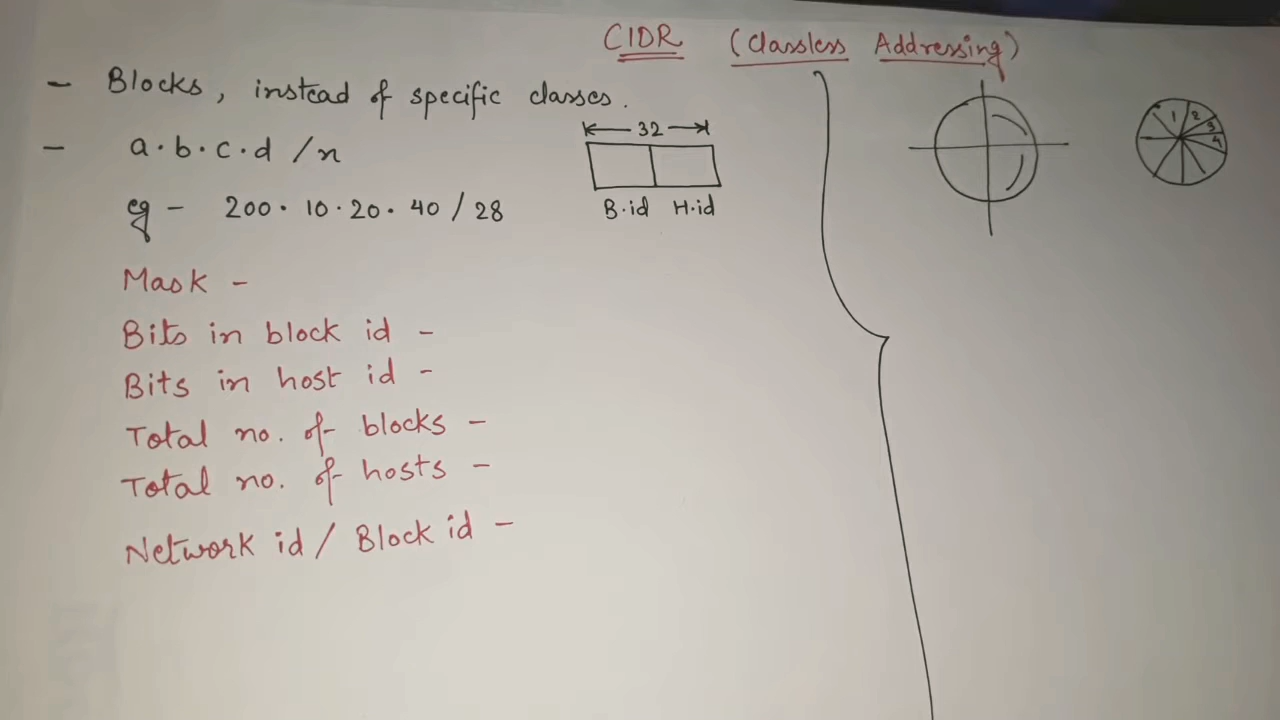 CIDR (Classless Addressing)
- Blocks, instead of specific classes.
- a.b.c.d /n
eg - 200.10.20.40/28
32
B.id H.id
1 2 3 4
Mask -
Bits in block id -
Bits in host id -
Total no. of blocks -
Total no. of hosts -
Network id / Block id -